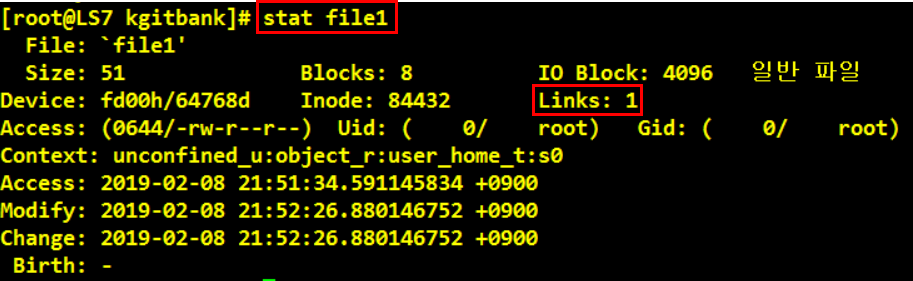 [root@LS7 kgitbank]# stat file1
  File: `file1'
  Size: 51              Blocks: 8          IO Block: 4096   일반 파일
Device: fd00h/64768d    Inode: 84432       Links: 1
Access: (0644/-rw-r--r--)  Uid: (    0/    root)   Gid: (    0/    root)
Context: unconfined_u:object_r:user_home_t:s0
Access: 2019-02-08 21:51:34.591145834 +0900
Modify: 2019-02-08 21:52:26.880146752 +0900
Change: 2019-02-08 21:52:26.880146752 +0900
 Birth: -